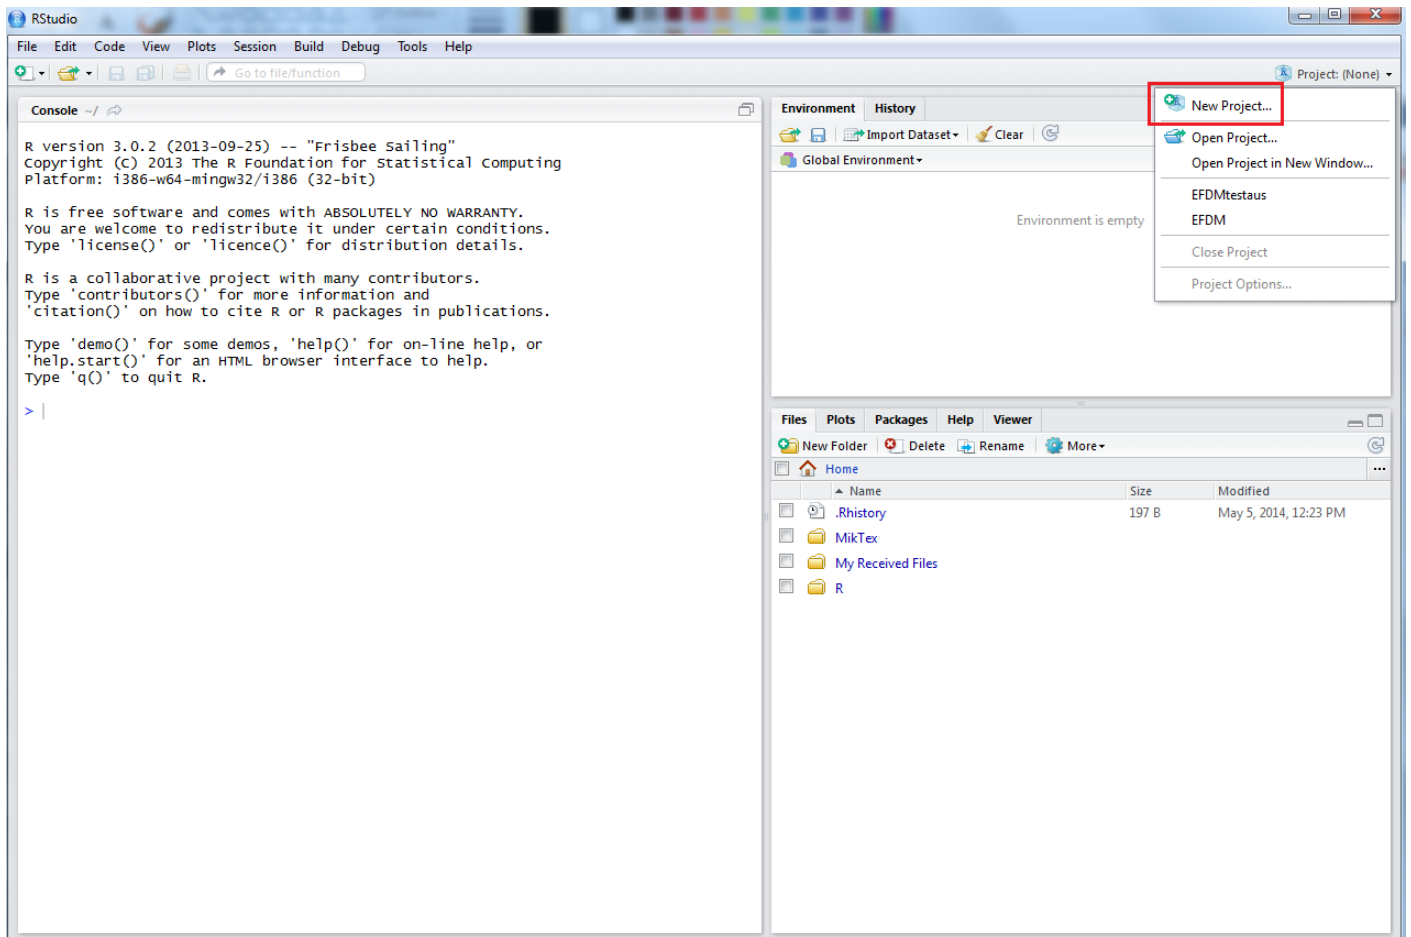 RStudio
File Edit Code View Plots Session Build Debug Tools Help
Go to file/function
Project: (None)
Console ~/
R version 3.0.2 (2013-09-25) -- "Frisbee Sailing"
Copyright (C) 2013 The R Foundation for Statistical Computing
Platform: i386-w64-mingw32/i386 (32-bit)
R is free software and comes with ABSOLUTELY NO WARRANTY.
You are welcome to redistribute it under certain conditions.
Type 'license()' or 'licence()' for distribution details.
R is a collaborative project with many contributors.
Type 'contributors()' for more information and
'citation()' on how to cite R or R packages in publications.
Type 'demo()' for some demos, 'help()' for on-line help, or
'help.start()' for an HTML browser interface to help.
Type 'q()' to quit R.
>
Environment History
Import Dataset Clear
Global Environment
Environment is empty
New Project...
Open Project...
Open Project in New Window...
EFDMtestaus
EFDM
Close Project
Project Options...
Files Plots Packages Help Viewer
New Folder Delete Rename More
Home ...
Name Size Modified
.Rhistory 197 B May 5, 2014, 12:23 PM
MikTex
My Received Files
R